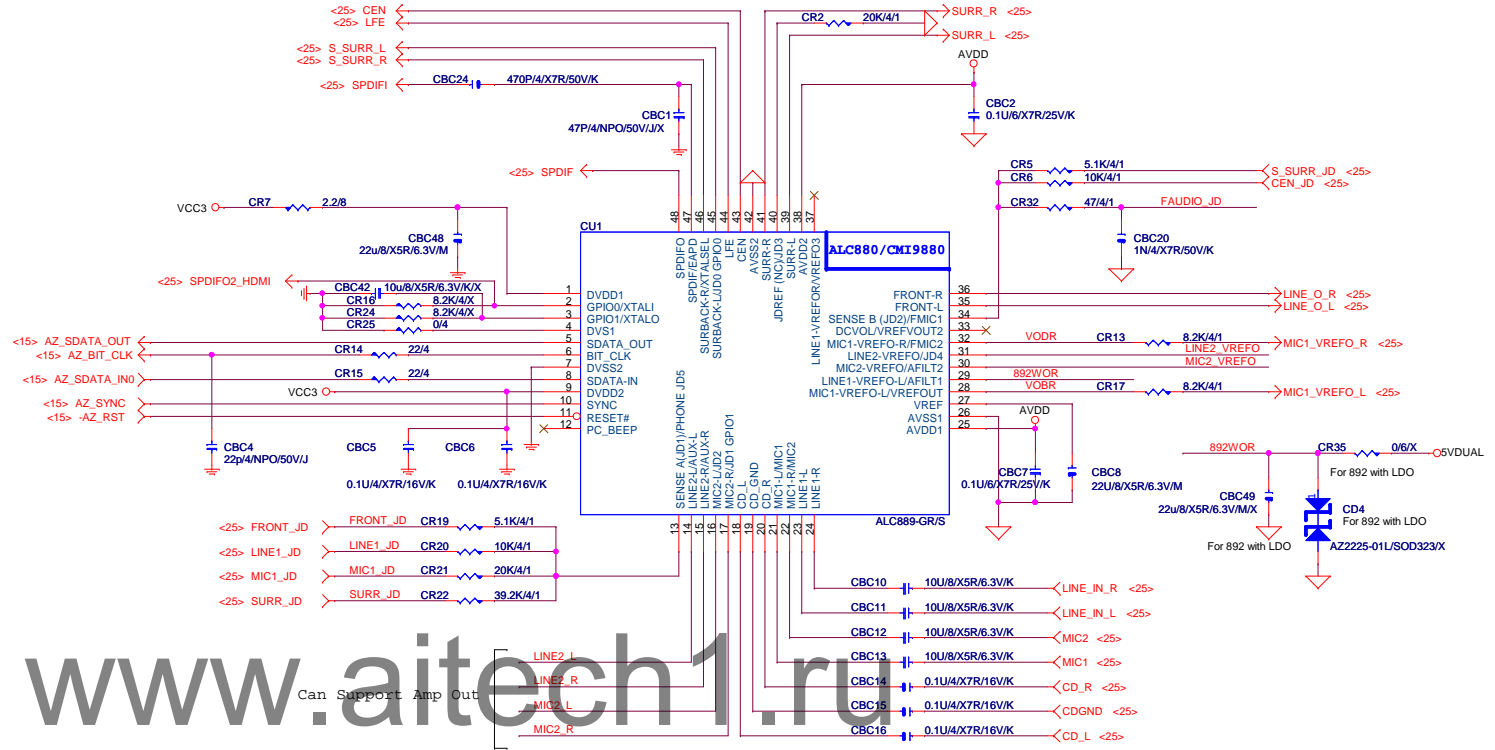 <25> CEN
<25> LFE
<25> S_SURR_L
<25> S_SURR_R
<25> SPDIFI
CBC24 470P/4/X7R/50V/K
CBC1
47P/4/NPO/50V/J/X
CR2 20K/4/1
SURR_R <25>
SURR_L <25>
AVDD
CBC2
0.1U/6/X7R/25V/K
<25> SPDIF
CR5 5.1K/4/1 S_SURR_JD <25>
CR6 10K/4/1 CEN_JD <25>
CR32 47/4/1 FAUDIO_JD
CBC20
1N/4/X7R/50V/K
VCC3 CR7 2.2/8
CBC48
22u/8/X5R/6.3V/M
<25> SPDIFO2_HDMI
CBC42 10u/8/X5R/6.3V/K/X
CR16 8.2K/4/X
CR24 8.2K/4/X
CR25 0/4
<15> AZ_SDATA_OUT
<15> AZ_BIT_CLK CR14 22/4
<15> AZ_SDATA_IN0 CR15 22/4
VCC3
<15> AZ_SYNC
<15> -AZ_RST
CBC4
22p/4/NPO/50V/J
CBC5
0.1U/4/X7R/16V/K
CBC6
0.1U/4/X7R/16V/K
CU1
ALC880/CMI9880
48 SPDIFO
47 SPDIF/EAPD
46 SURBACK-R/XTALSEL
45 SURBACK-L/JD0 GPIO0
44 LFE
43 CEN
42 AVSS2
41 SURR-R
40 JDREF (NC)/JD3
39 SURR-L
38 AVDD2
37 LINE1-VREFOR/VREFO3
1 DVDD1
2 GPIO0/XTALI
3 GPIO1/XTALO
4 DVS1
5 SDATA_OUT
6 BIT_CLK
7 DVSS2
8 SDATA-IN
9 DVDD2
10 SYNC
11 RESET#
12 PC_BEEP
FRONT-R 36
FRONT-L 35
SENSE B (JD2)/FMIC1 34
DCVOL/VREFVOUT2 33
MIC1-VREFO-R/FMIC2 32
LINE2-VREFO/JD4 31
MIC2-VREFO/AFILT2 30
LINE1-VREFO-L/AFILT1 29
MIC1-VREFO-L/VREFOUT 28
VREF 27
AVSS1 26
AVDD1 25
13 SENSE A(JD1)/PHONE JD5
14 LINE2-L/AUX-L
15 LINE2-R/AUX-R
16 MIC2-L/JD2
17 MIC2-R/JD1 GPIO1
18 CD_L
19 CD_GND
20 CD_R
21 MIC1-L/MIC1
22 MIC1-R/MIC2
23 LINE1-L
24 LINE1-R
ALC889-GR/S
LINE_O_R <25>
LINE_O_L <25>
VODR CR13 8.2K/4/1 MIC1_VREFO_R <25>
LINE2_VREFO
MIC2_VREFO
892WOR
VOBR CR17 8.2K/4/1 MIC1_VREFO_L <25>
AVDD
CBC7
0.1U/6/X7R/25V/K
CBC8
22U/8/X5R/6.3V/M
892WOR CR35 0/6/X 5VDUAL
For 892 with LDO
CBC49
22u/8/X5R/6.3V/M/X
For 892 with LDO
1
CD4
For 892 with LDO
AZ2225-01L/SOD323/X
<25> FRONT_JD FRONT_JD CR19 5.1K/4/1
<25> LINE1_JD LINE1_JD CR20 10K/4/1
<25> MIC1_JD MIC1_JD CR21 20K/4/1
<25> SURR_JD SURR_JD CR22 39.2K/4/1
CBC10 10U/8/X5R/6.3V/K LINE_IN_R <25>
CBC11 10U/8/X5R/6.3V/K LINE_IN_L <25>
CBC12 10U/8/X5R/6.3V/K MIC2 <25>
CBC13 10U/8/X5R/6.3V/K MIC1 <25>
CBC14 0.1U/4/X7R/16V/K CD_R <25>
CBC15 0.1U/4/X7R/16V/K CDGND <25>
CBC16 0.1U/4/X7R/16V/K CD_L <25>
Can Support Amp Out
LINE2_L
LINE2_R
MIC2_L
MIC2_R
www.aitech1.ru